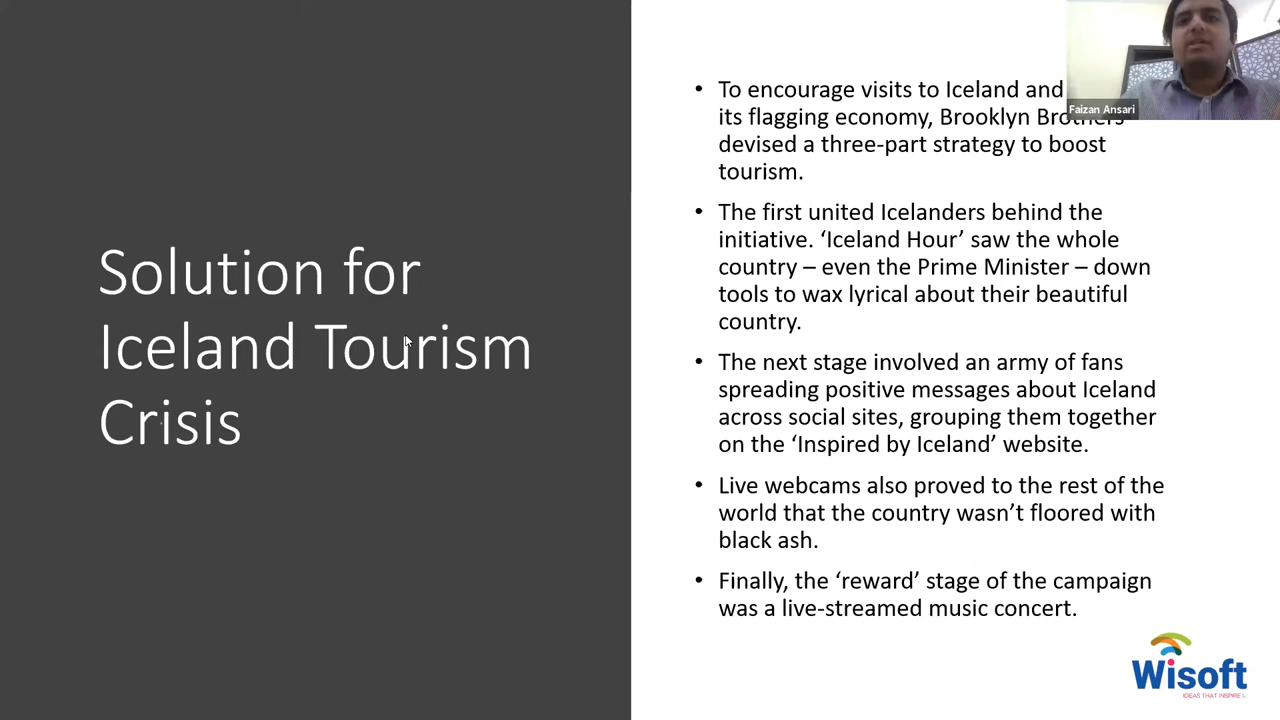 Solution for
Iceland Tourism
Crisis
• To encourage visits to Iceland and
its flagging economy, Brooklyn Brothers
devised a three-part strategy to boost
tourism.
• The first united Icelanders behind the
initiative. ‘Iceland Hour’ saw the whole
country – even the Prime Minister – down
tools to wax lyrical about their beautiful
country.
• The next stage involved an army of fans
spreading positive messages about Iceland
across social sites, grouping them together
on the ‘Inspired by Iceland’ website.
• Live webcams also proved to the rest of the
world that the country wasn’t floored with
black ash.
• Finally, the ‘reward’ stage of the campaign
was a live-streamed music concert.
Faizan Ansari
Wisoft
IDEAS THAT INSPIRE